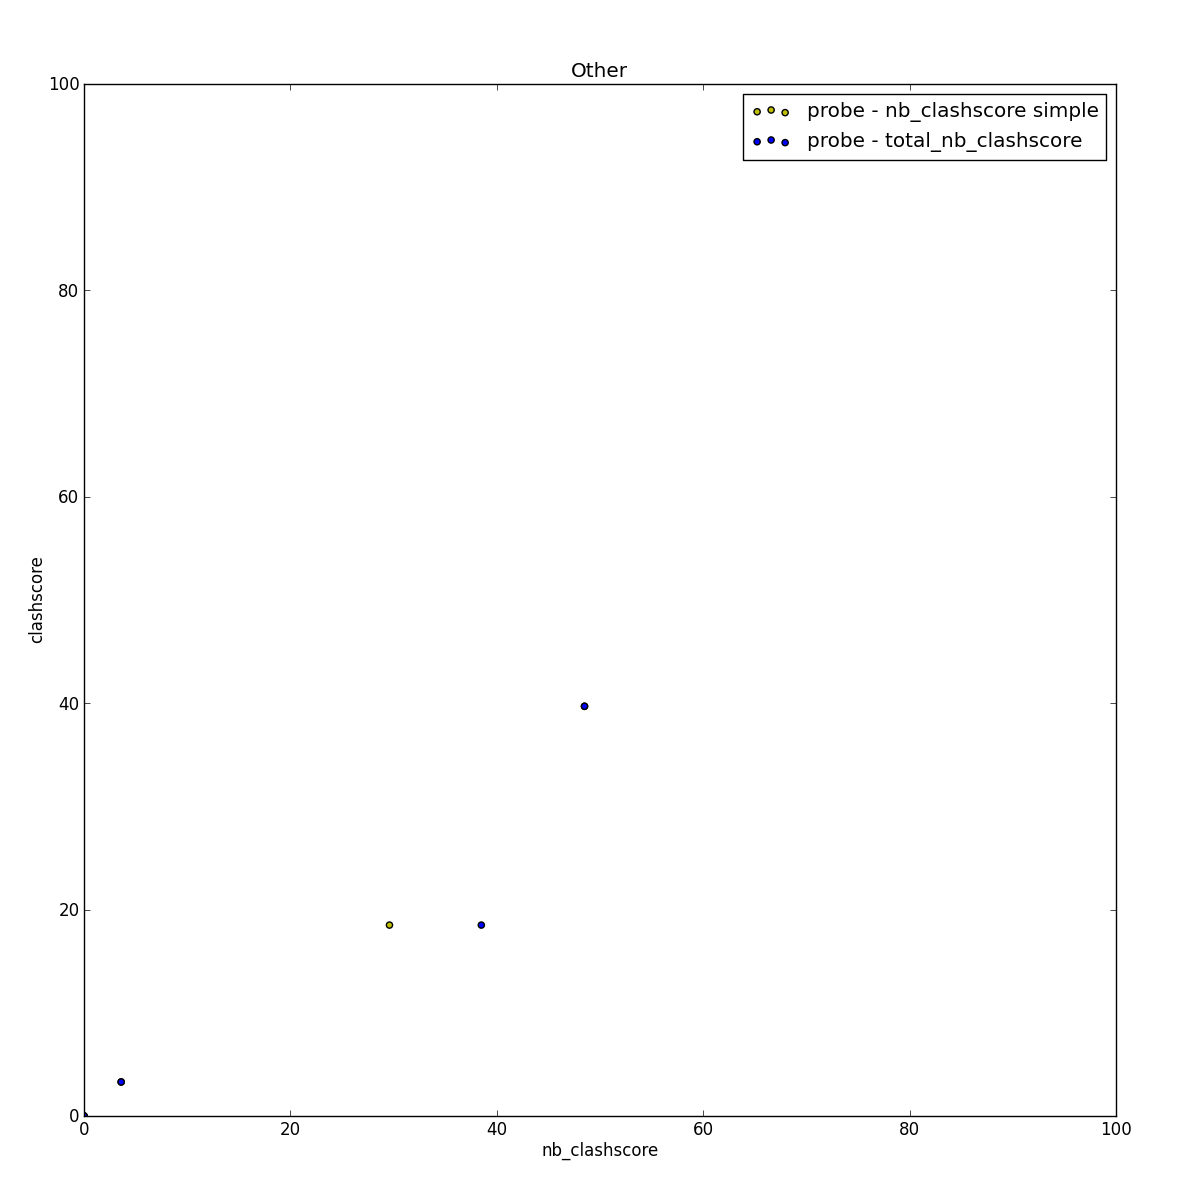 Other
100
probe - nb_clashscore simple
probe - total_nb_clashscore
80
60
clashscore
40
20
0
0 20 40 60 80 100
nb_clashscore